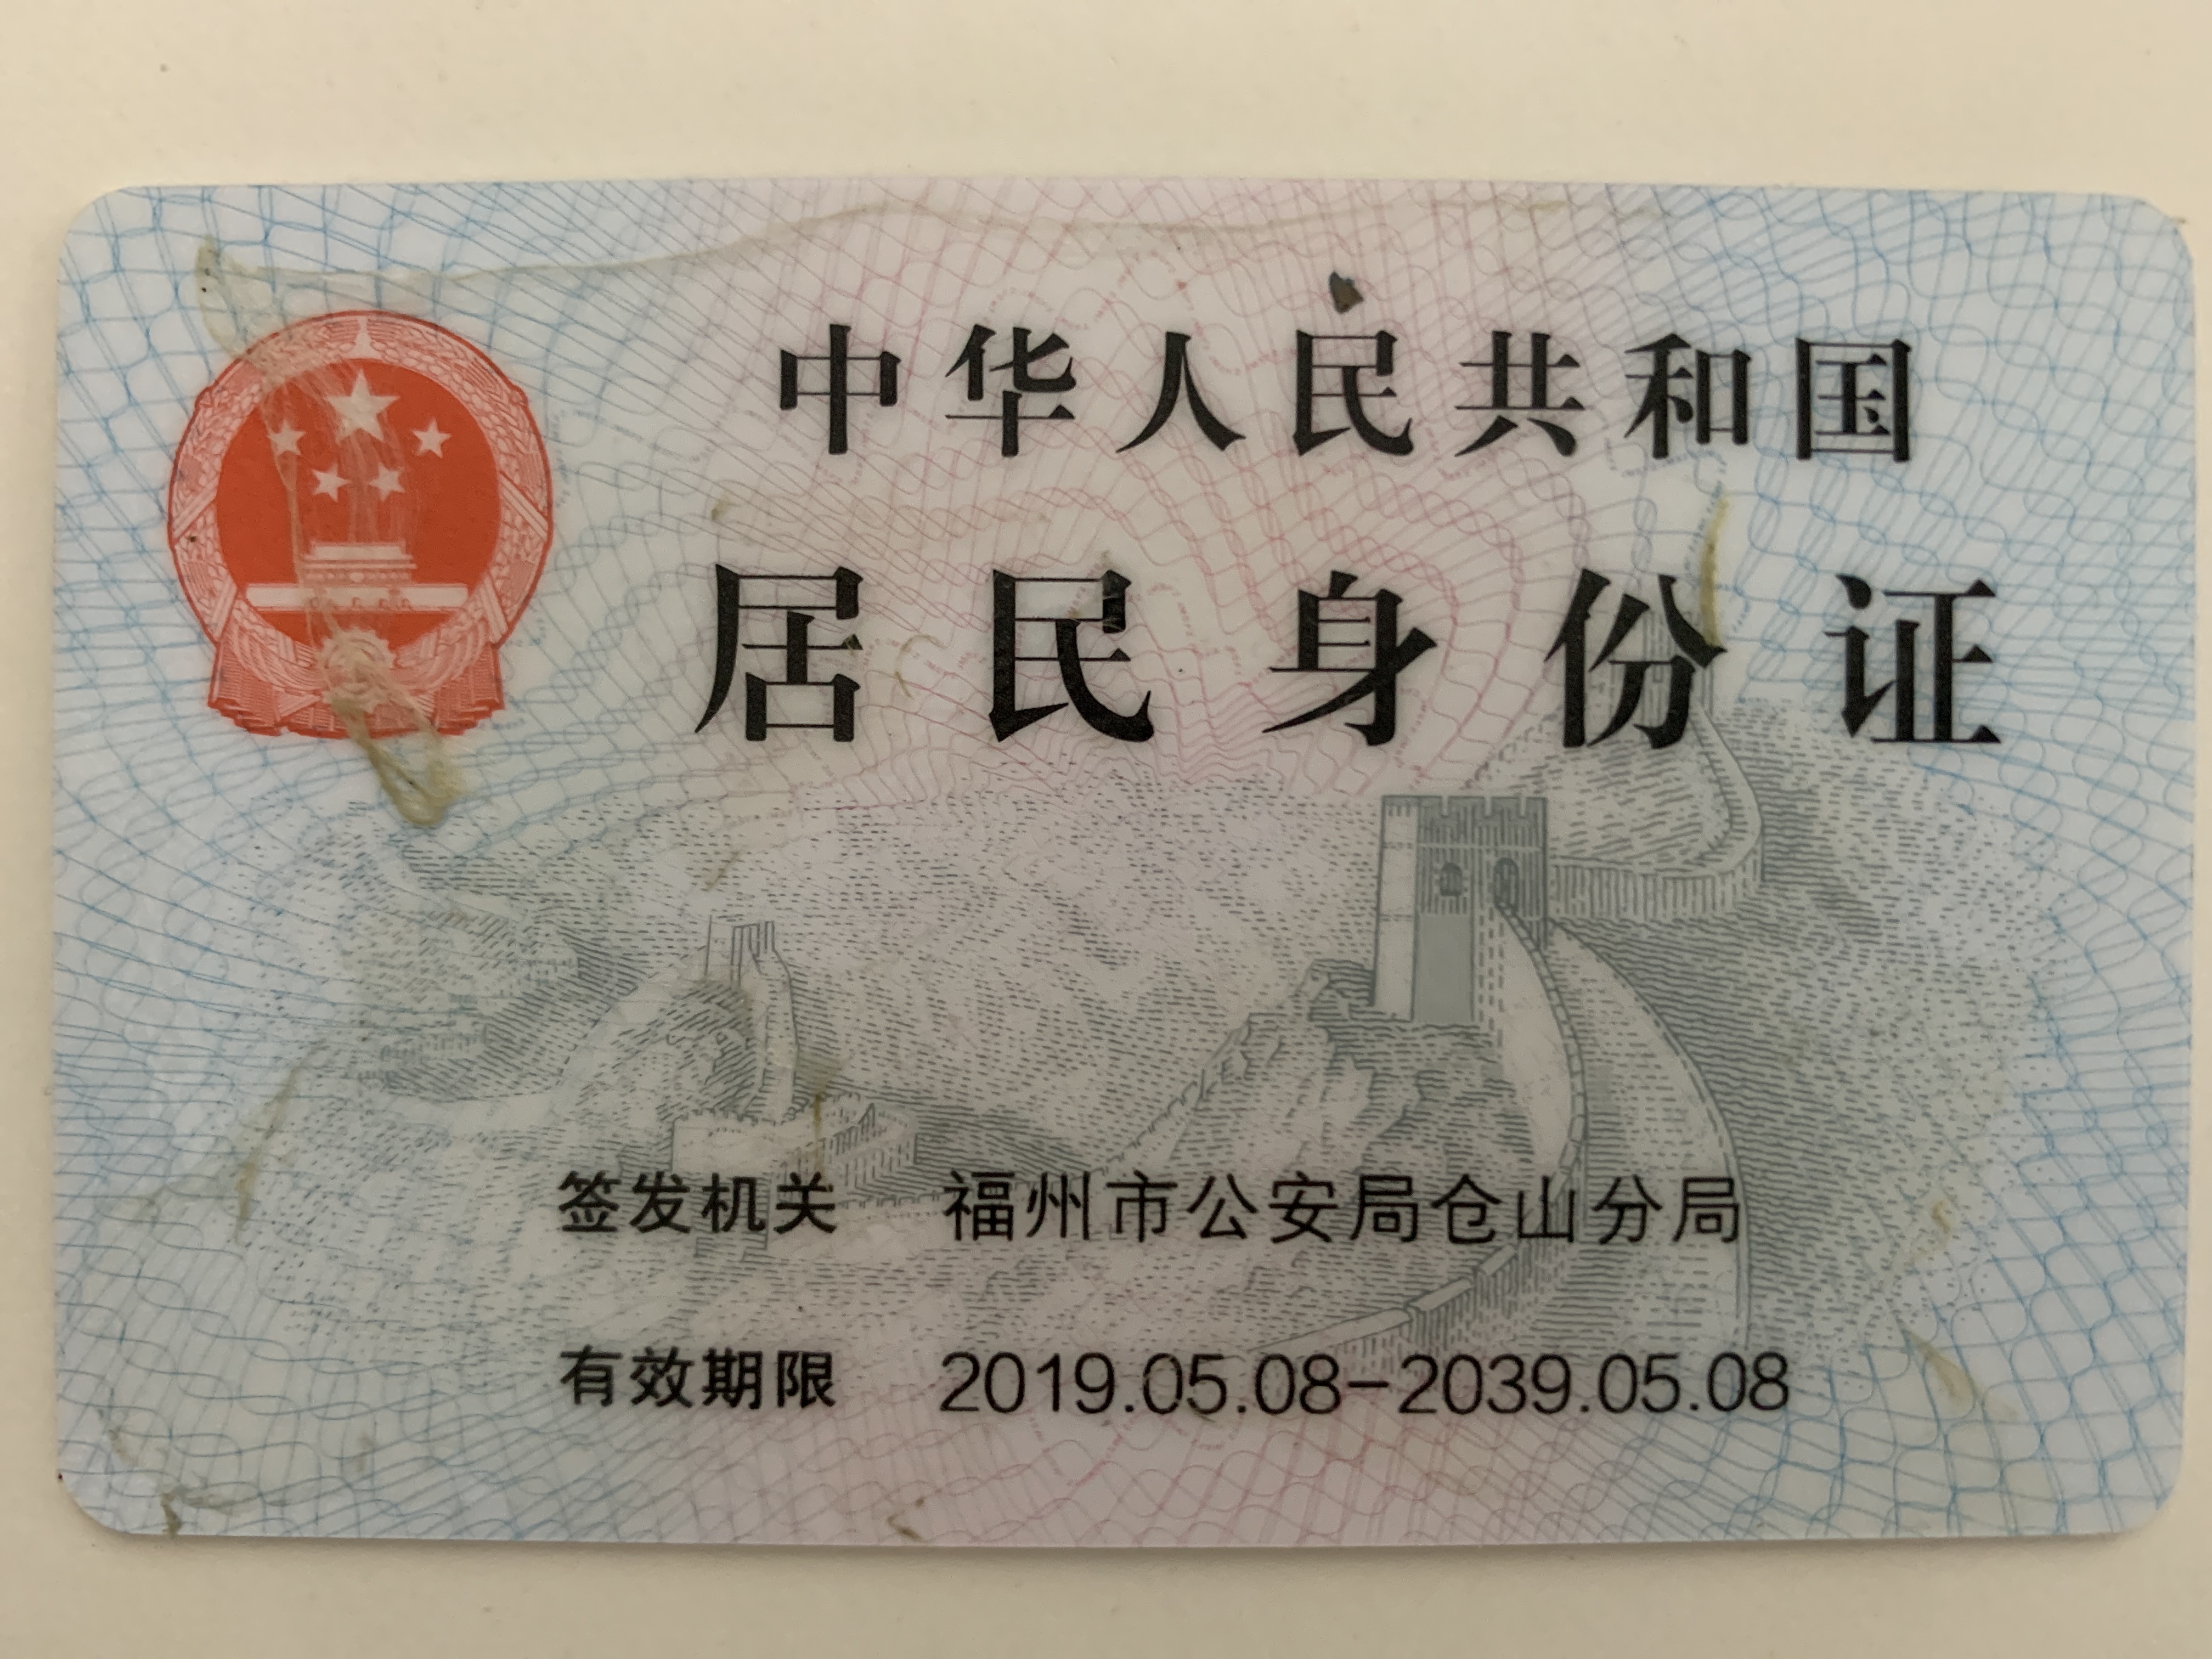 中华人民共和国
居民身份证
签发机关 福州市公安局仓山分局
有效期限 2019.05.08-2039.05.08